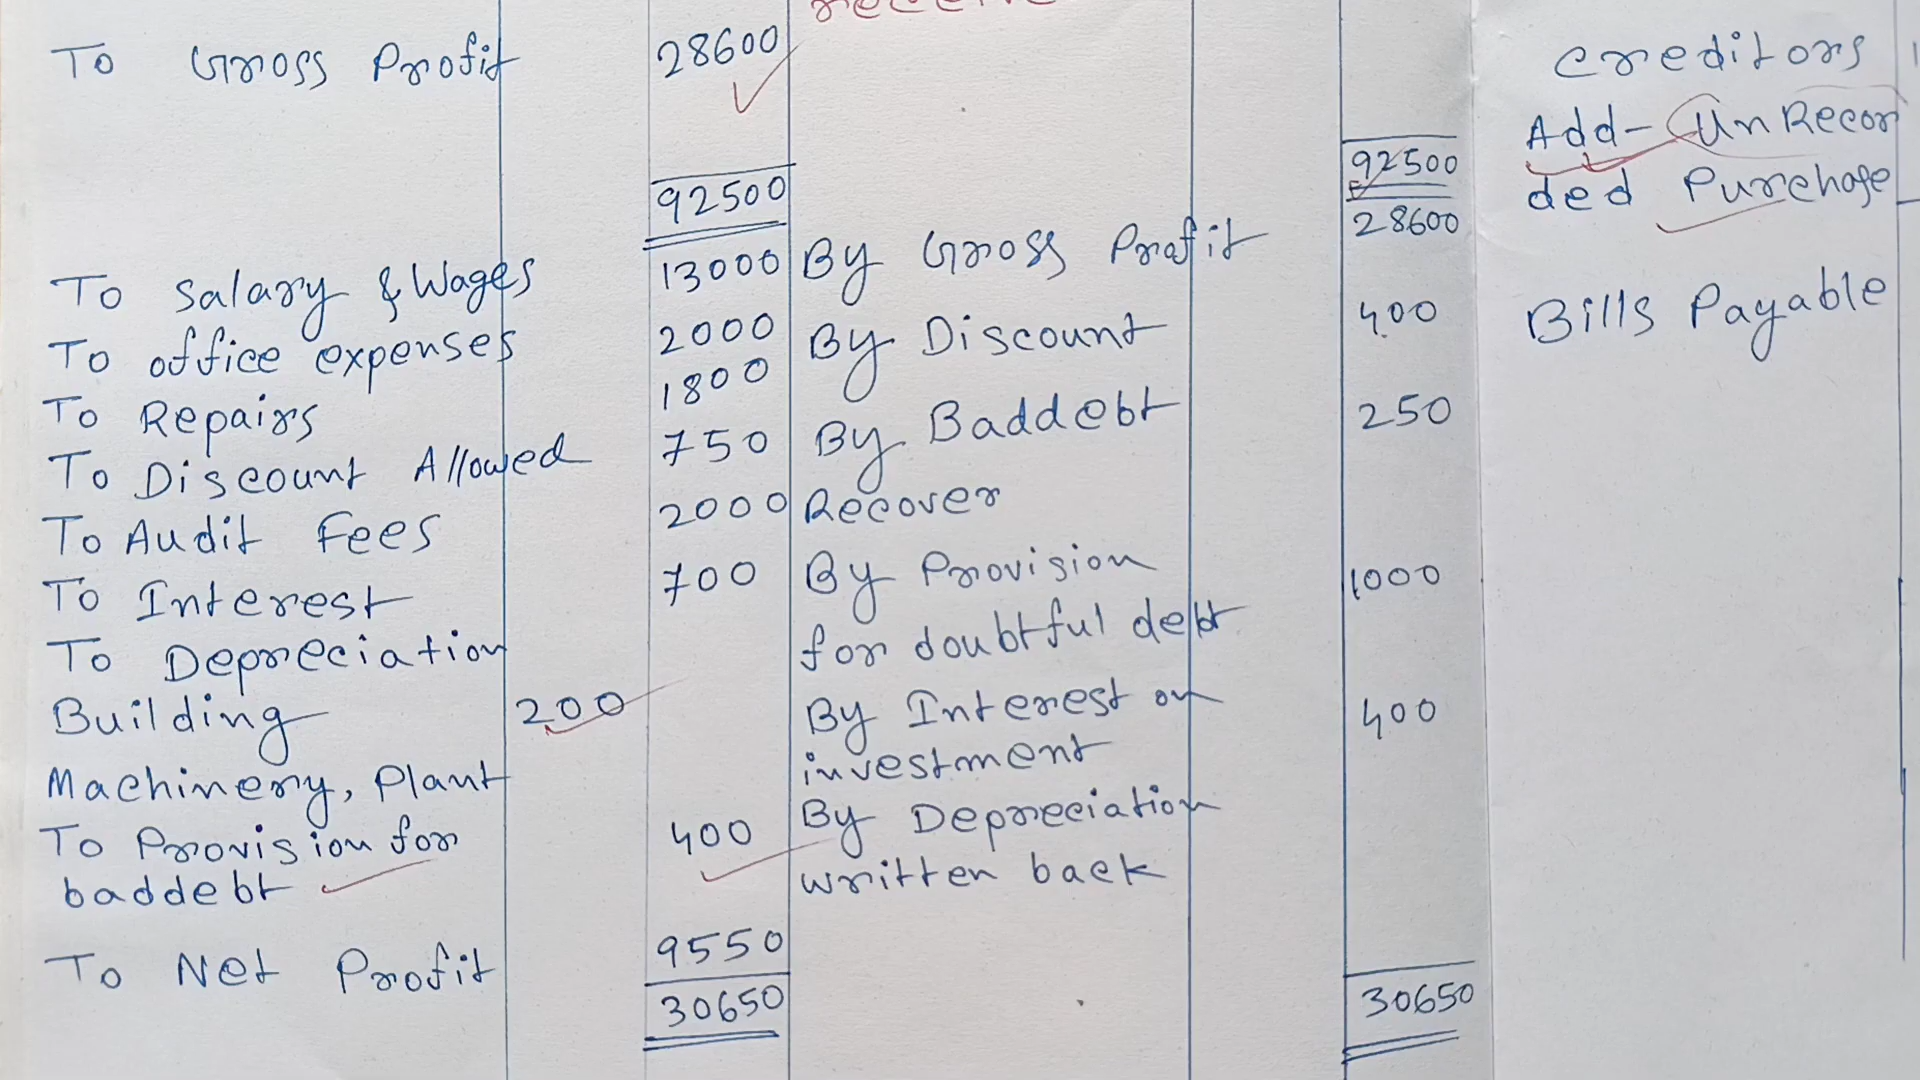 To Gross Profit 28600
92500 92500
To Salary & Wages 13000 By Gross Profit 28600
To office expenses 2000 By Discount 400
To Repairs 1800
To Discount Allowed 750 By Baddebt 250
To Audit Fees 2000 Recover
To Interest 700 By Provision 1000
To Depreciation for doubtful debt
Building 200 By Interest on 400
Machinery, Plant investment
To Provision for 400 By Depreciation
baddebt written back
To Net Profit 9550
30650 30650
Creditors
Add- UnRecor
ded Purchase
Bills Payable